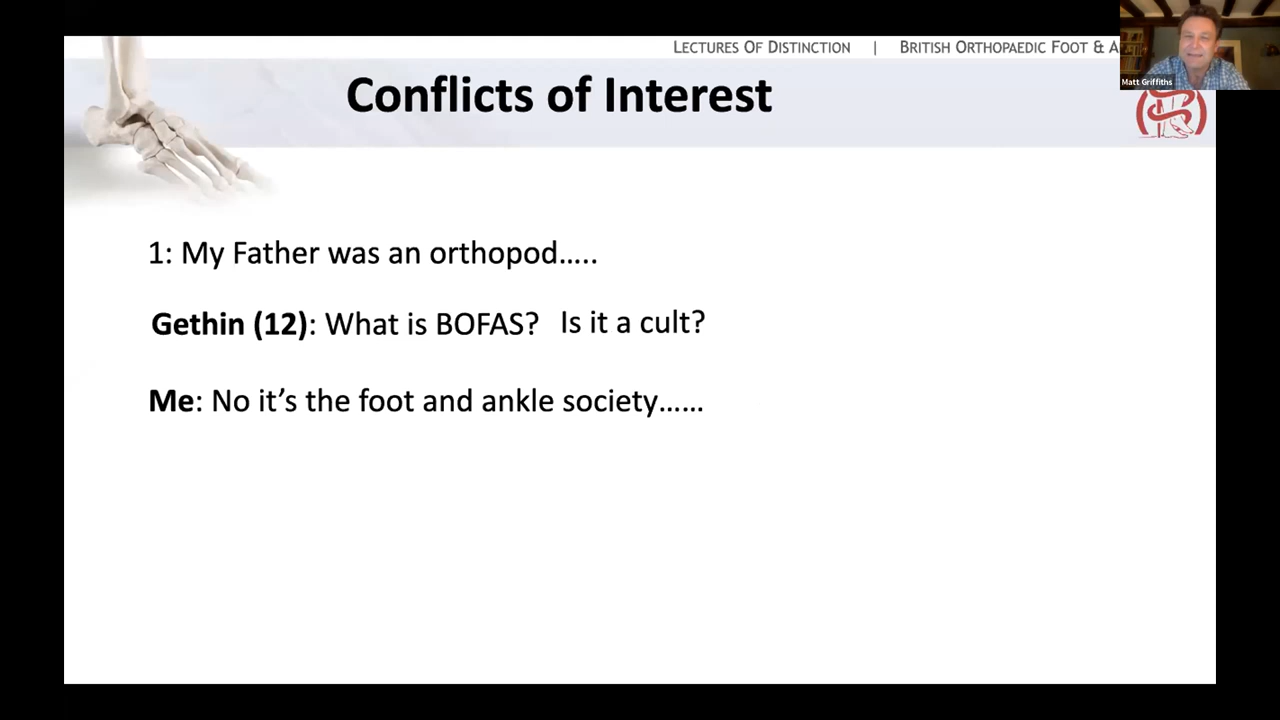 LECTURES OF DISTINCTION | BRITISH ORTHOPAEDIC FOOT &
Matt Griffiths
Conflicts of Interest
1: My Father was an orthopod.....
Gethin (12): What is BOFAS? Is it a cult?
Me: No it’s the foot and ankle society......